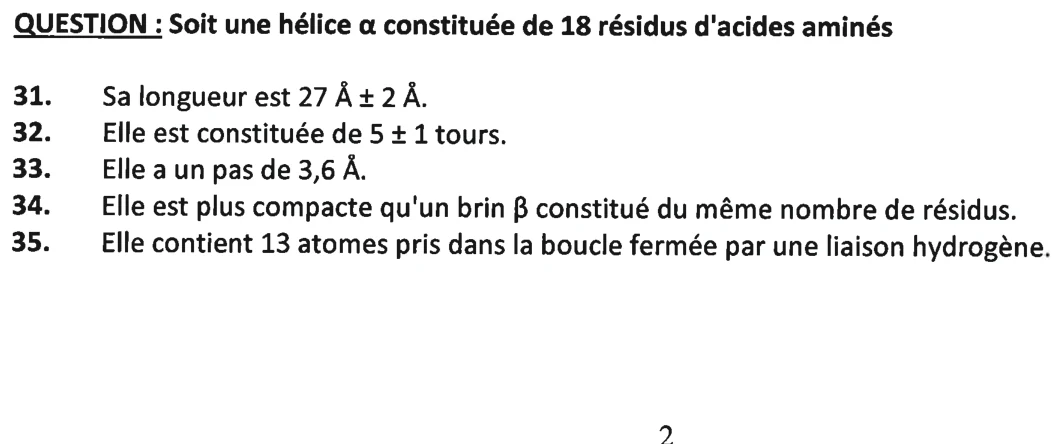 QUESTION : Soit une hélice α constituée de 18 résidus d'acides aminés
31. Sa longueur est 27 Å ± 2 Å.
32. Elle est constituée de 5 ± 1 tours.
33. Elle a un pas de 3,6 Å.
34. Elle est plus compacte qu'un brin β constitué du même nombre de résidus.
35. Elle contient 13 atomes pris dans la boucle fermée par une liaison hydrogène.
2